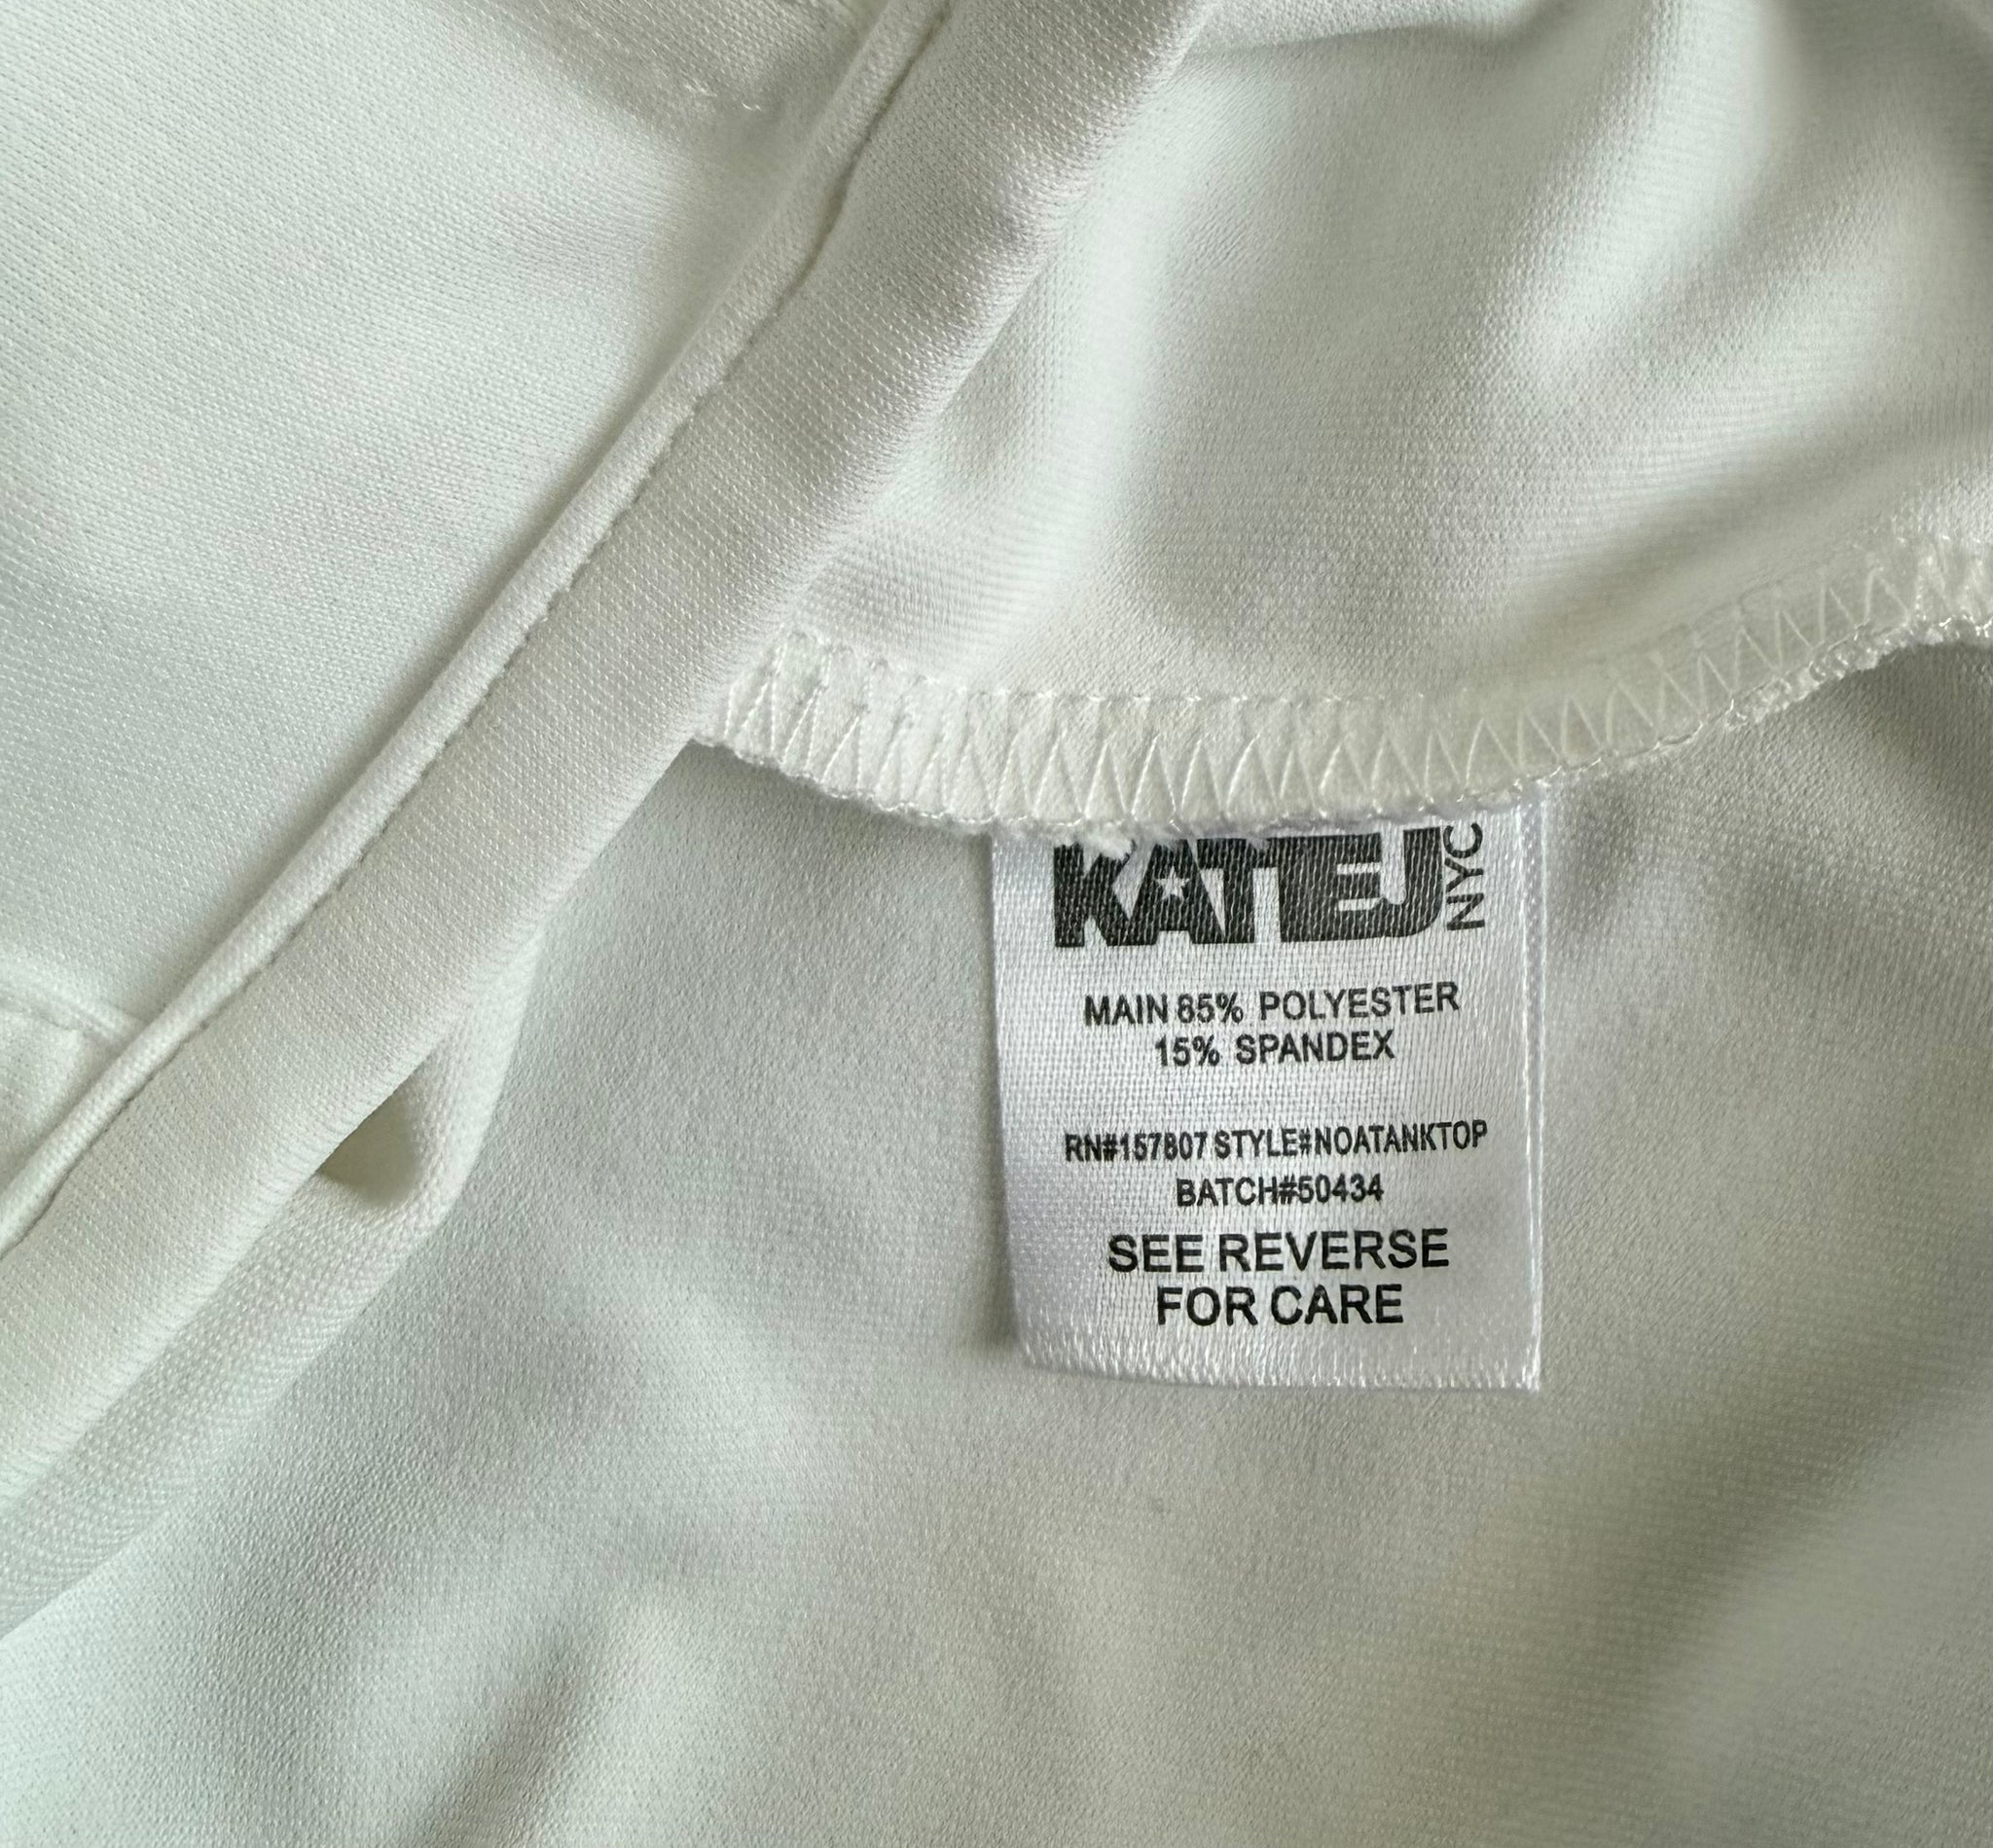 KATIEJ NYC
MAIN 85% POLYESTER
15% SPANDEX
RN#157807 STYLE#NOATANKTOP
BATCH#50434
SEE REVERSE
FOR CARE